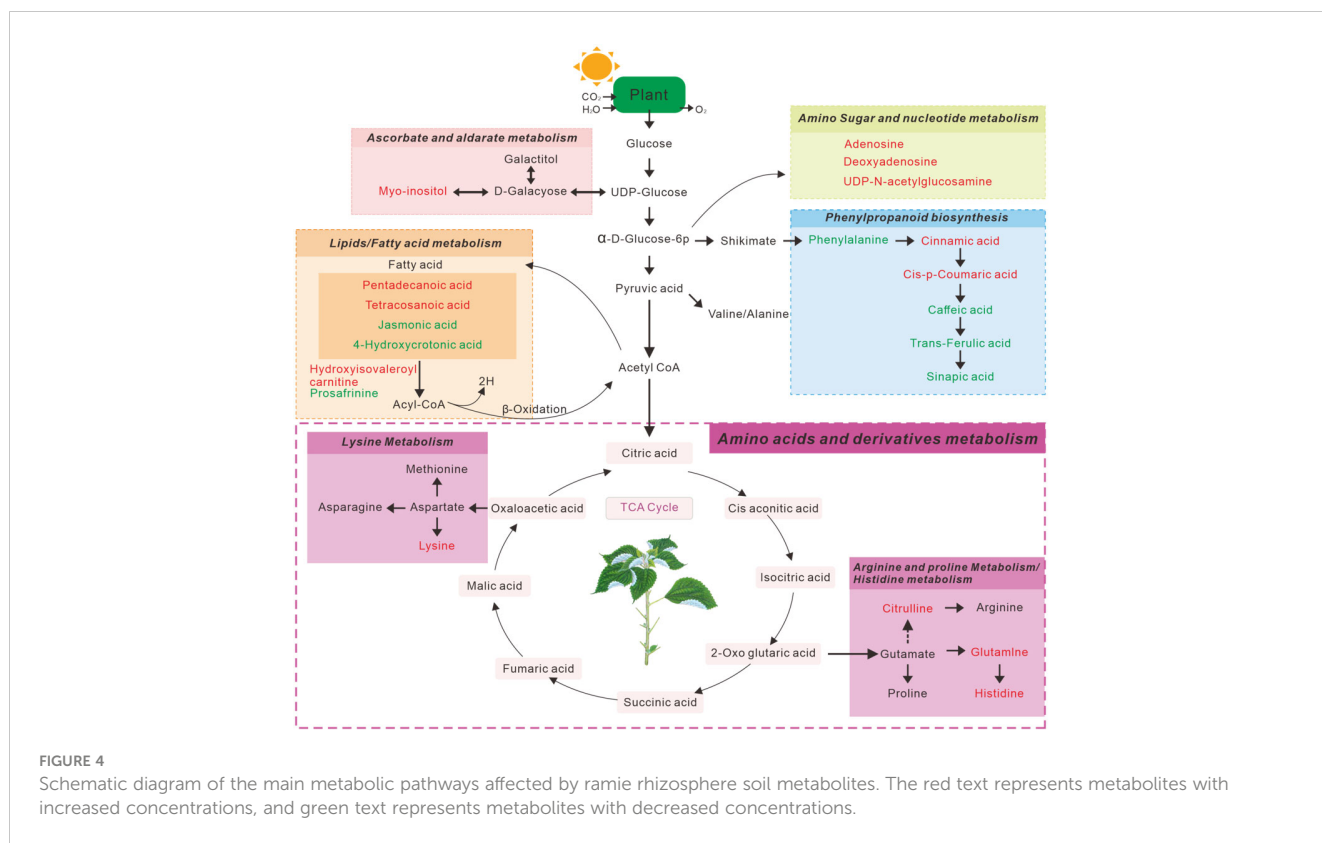 Plant
CO₂
H₂O
O₂
Glucose
UDP-Glucose
α-D-Glucose-6p
Shikimate
Pyruvic acid
Valine/Alanine
Acetyl CoA
Ascorbate and aldarate metabolism
Galactitol
Myo-inositol
D-Galacyose
Amino Sugar and nucleotide metabolism
Adenosine
Deoxyadenosine
UDP-N-acetylglucosamine
Phenylpropanoid biosynthesis
Phenylalanine
Cinnamic acid
Cis-p-Coumaric acid
Caffeic acid
Trans-Ferulic acid
Sinapic acid
Lipids/Fatty acid metabolism
Fatty acid
Pentadecanoic acid
Tetracosanoic acid
Jasmonic acid
4-Hydroxycrotonic acid
Hydroxyisovaleroyl
carnitine
Prosafrinine
Acyl-CoA
2H
β-Oxidation
Amino acids and derivatives metabolism
Lysine Metabolism
Methionine
Asparagine
Aspartate
Lysine
Citric acid
Oxaloacetic acid
TCA Cycle
Cis aconitic acid
Malic acid
Isocitric acid
Fumaric acid
2-Oxo glutaric acid
Succinic acid
Arginine and proline Metabolism/
Histidine metabolism
Citrulline
Arginine
Gutamate
Glutamine
Proline
Histidine
FIGURE 4
Schematic diagram of the main metabolic pathways affected by ramie rhizosphere soil metabolites. The red text represents metabolites with
increased concentrations, and green text represents metabolites with decreased concentrations.